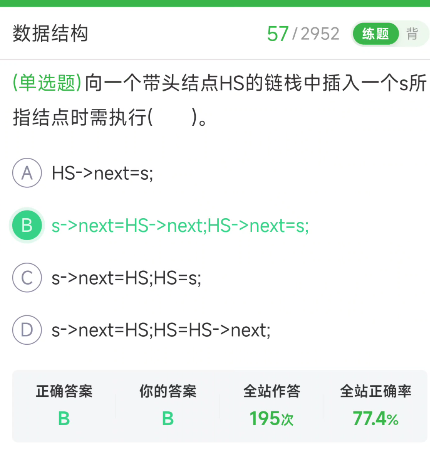 数据结构 57/2952 练题 背
(单选题)向一个带头结点HS的链栈中插入一个s所
指结点时需执行( )。
A HS->next=s;
B s->next=HS->next;HS->next=s;
C s->next=HS;HS=s;
D s->next=HS;HS=HS->next;
正确答案 你的答案 全站作答 全站正确率
B B 195次 77.4%